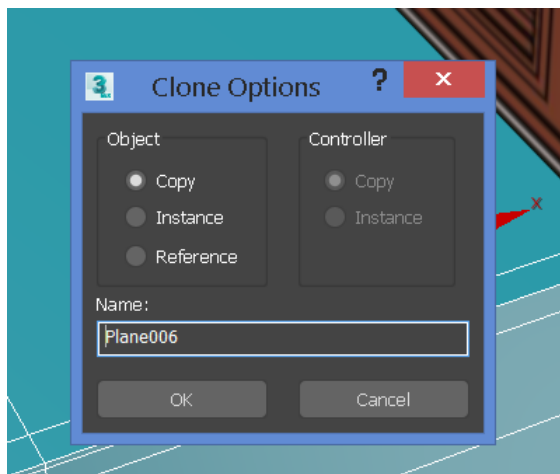 3
Clone Options ? x
Object
Controller
Copy
Copy
Instance
Instance
Reference
Name:
Plane006
OK
Cancel
x